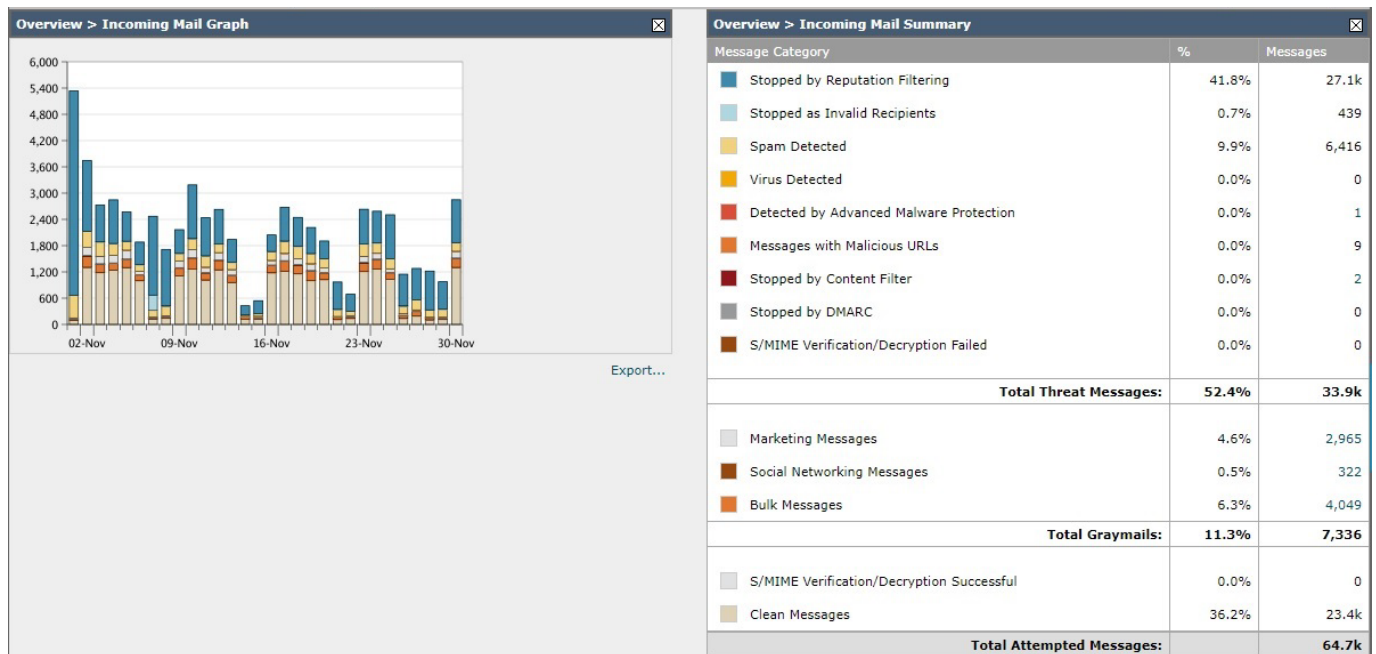 Overview > Incoming Mail Graph
6,000
5,400
4,800
4,200
3,600
3,000
2,400
1,800
1,200
600
0
02-Nov 09-Nov 16-Nov 23-Nov 30-Nov
Export...
Overview > Incoming Mail Summary
Message Category % Messages
Stopped by Reputation Filtering 41.8% 27.1k
Stopped as Invalid Recipients 0.7% 439
Spam Detected 9.9% 6,416
Virus Detected 0.0% 0
Detected by Advanced Malware Protection 0.0% 1
Messages with Malicious URLs 0.0% 9
Stopped by Content Filter 0.0% 2
Stopped by DMARC 0.0% 0
S/MIME Verification/Decryption Failed 0.0% 0
Total Threat Messages: 52.4% 33.9k
Marketing Messages 4.6% 2,965
Social Networking Messages 0.5% 322
Bulk Messages 6.3% 4,049
Total Graymails: 11.3% 7,336
S/MIME Verification/Decryption Successful 0.0% 0
Clean Messages 36.2% 23.4k
Total Attempted Messages: 64.7k